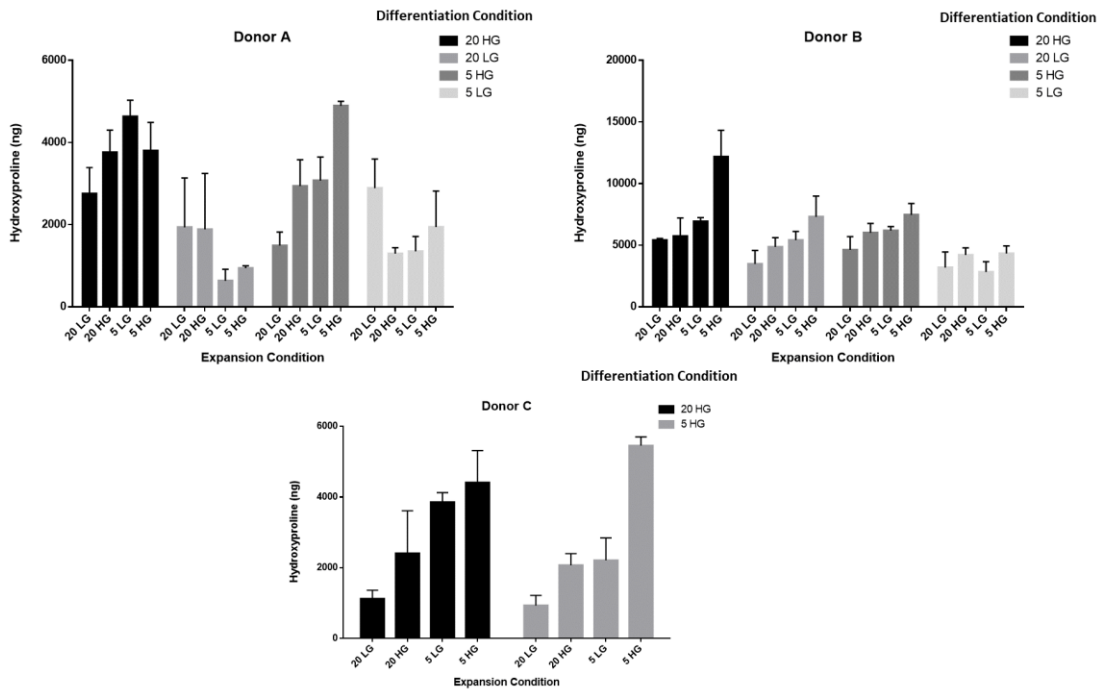 Differentiation Condition
Donor A
20 HG
20 LG
5 HG
5 LG
Hydroxyproline (ng)
6000
4000
2000
0
20 LG 20 HG 5 LG 5 HG 20 LG 20 HG 5 LG 5 HG 20 LG 20 HG 5 LG 5 HG 20 LG 20 HG 5 LG 5 HG
Expansion Condition
Differentiation Condition
Donor B
20 HG
20 LG
5 HG
5 LG
Hydroxyproline (ng)
20000
15000
10000
5000
0
20 LG 20 HG 5 LG 5 HG 20 LG 20 HG 5 LG 5 HG 20 LG 20 HG 5 LG 5 HG 20 LG 20 HG 5 LG 5 HG
Expansion Condition
Differentiation Condition
Donor C
20 HG
5 HG
Hydroxyproline (ng)
6000
4000
2000
0
20 LG 20 HG 5 LG 5 HG 20 LG 20 HG 5 LG 5 HG
Expansion Condition